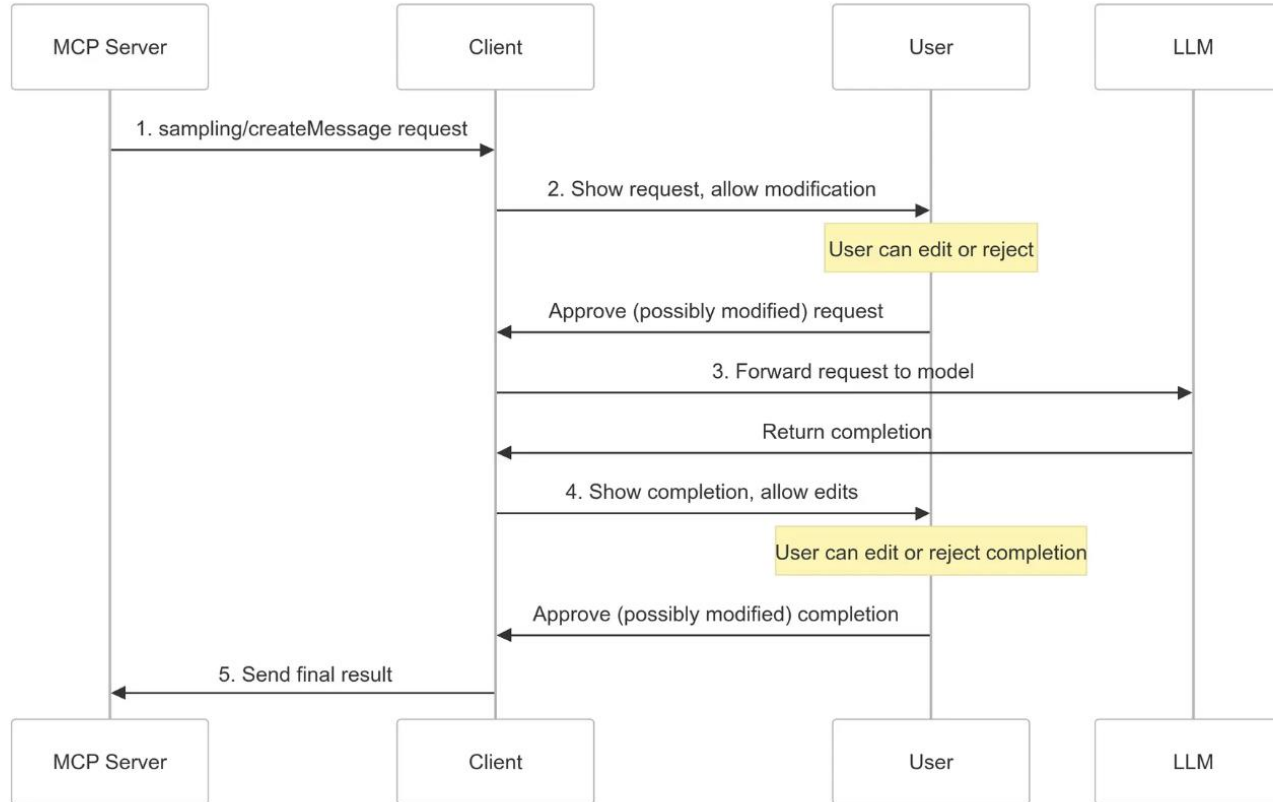 MCP Server
Client
User
LLM
1. sampling/createMessage request
2. Show request, allow modification
User can edit or reject
Approve (possibly modified) request
3. Forward request to model
Return completion
4. Show completion, allow edits
User can edit or reject completion
Approve (possibly modified) completion
5. Send final result
MCP Server
Client
User
LLM